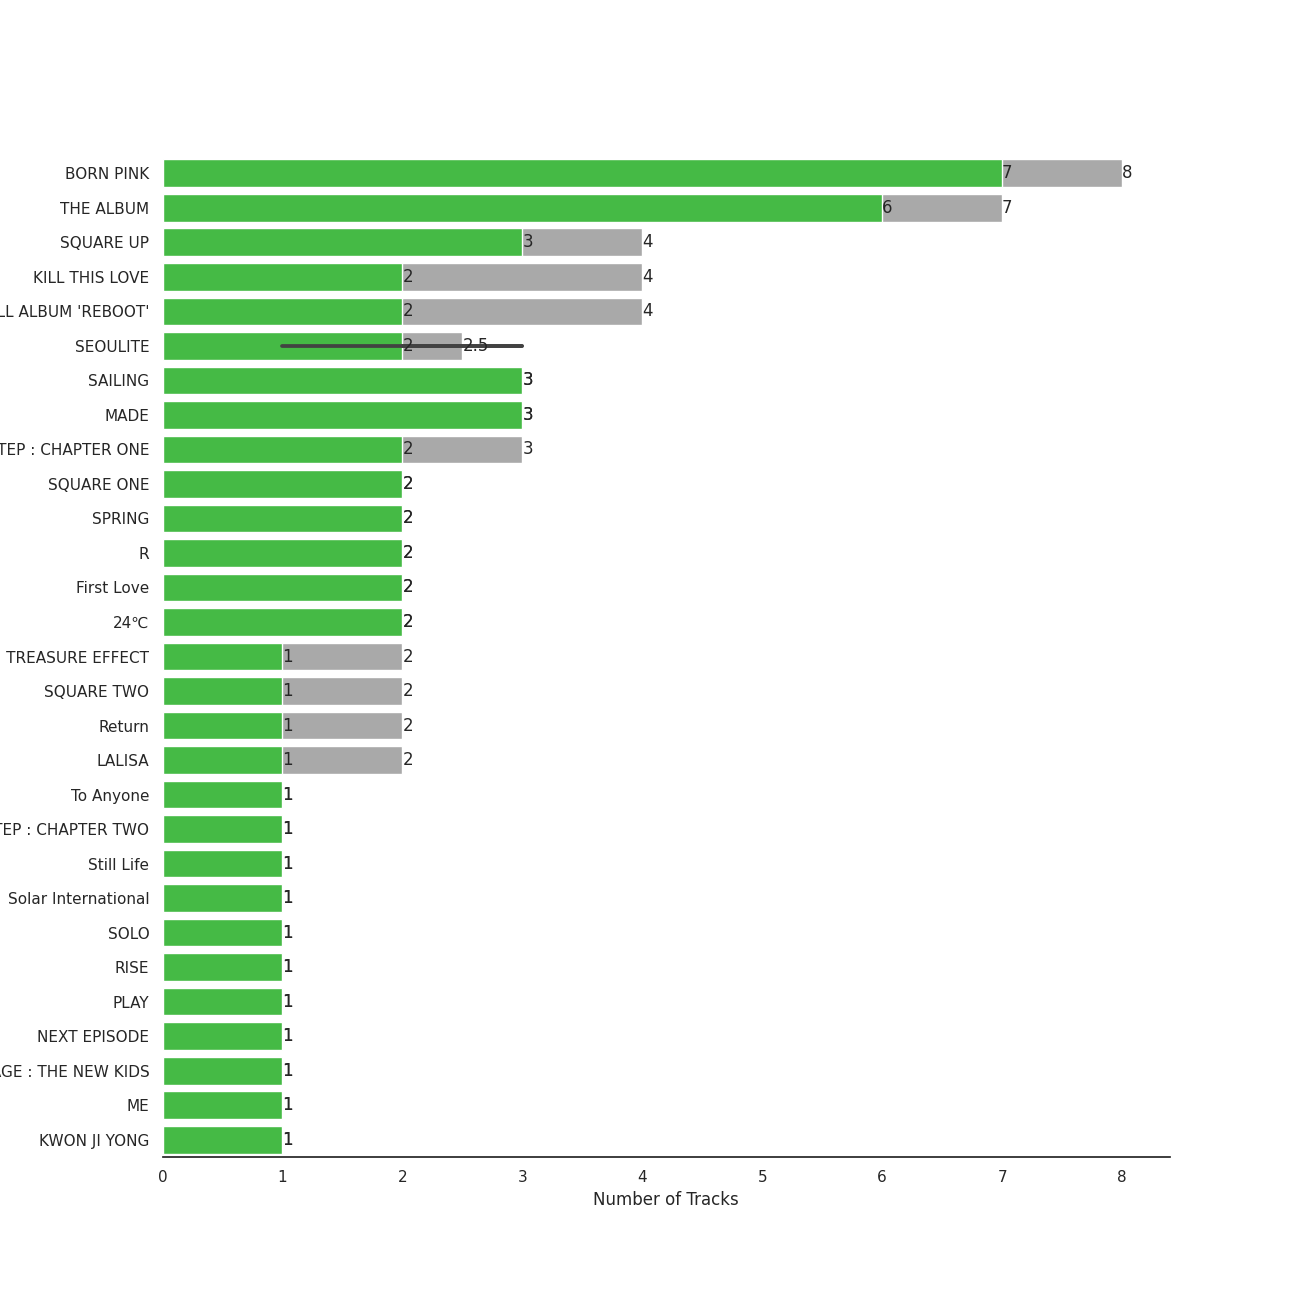 BORN PINK 7 8
THE ALBUM 6 7
SQUARE UP 3 4
KILL THIS LOVE 2 4
ALBUM 'REBOOT' 2 4
SEOULITE 2 2.5
SAILING 3
MADE 3
: CHAPTER ONE 2 3
SQUARE ONE 2
SPRING 2
R 2
First Love 2
24℃ 2
TREASURE EFFECT 1 2
SQUARE TWO 1 2
Return 1 2
LALISA 1 2
To Anyone 1
: CHAPTER TWO 1
Still Life 1
Solar International 1
SOLO 1
RISE 1
PLAY 1
NEXT EPISODE 1
: THE NEW KIDS 1
ME 1
KWON JI YONG 1
0 1 2 3 4 5 6 7 8
Number of Tracks